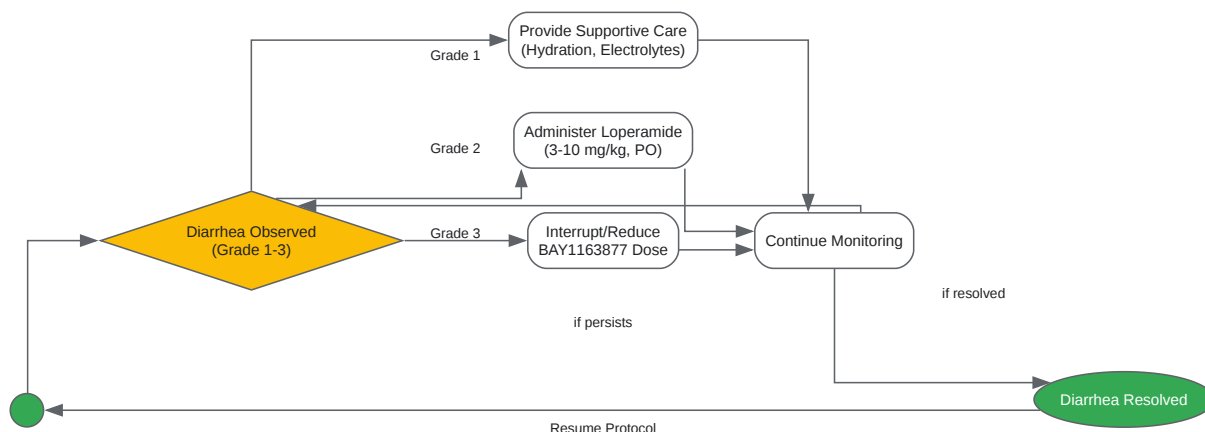 Provide Supportive Care
(Hydration, Electrolytes)
Grade 1
Administer Loperamide
(3-10 mg/kg, PO)
Grade 2
Diarrhea Observed
(Grade 1-3)
Grade 3
Interrupt/Reduce
BAY1163877 Dose
Continue Monitoring
if resolved
if persists
Diarrhea Resolved
Resume Protocol